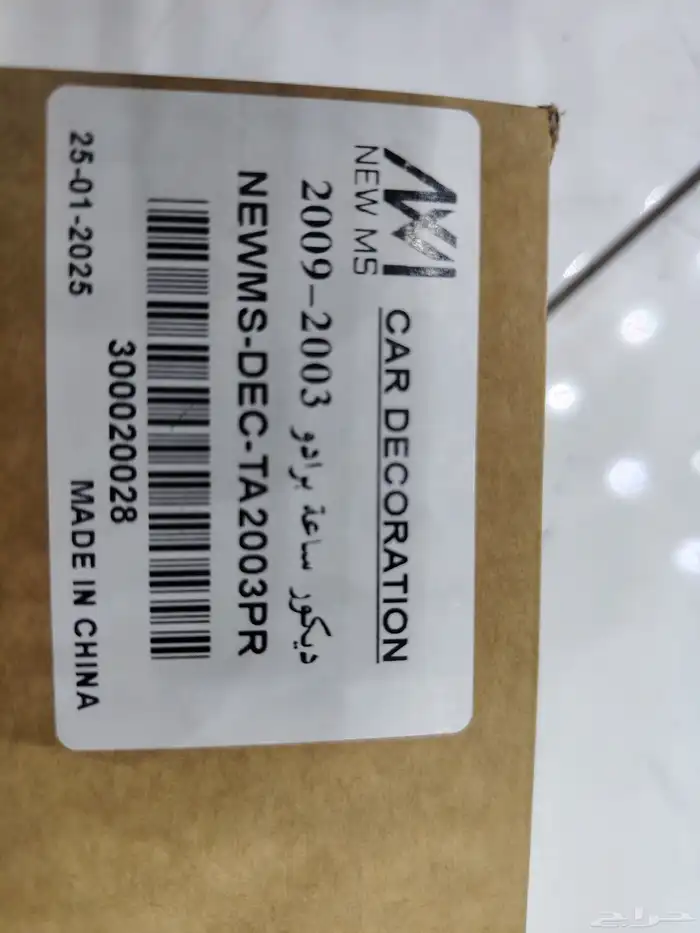 NEW MS
CAR DECORATION
ديكور ساعة برادو 2003-2009
NEWMS-DEC-TA2003PR
300020028
25-01-2025
MADE IN CHINA
حراج